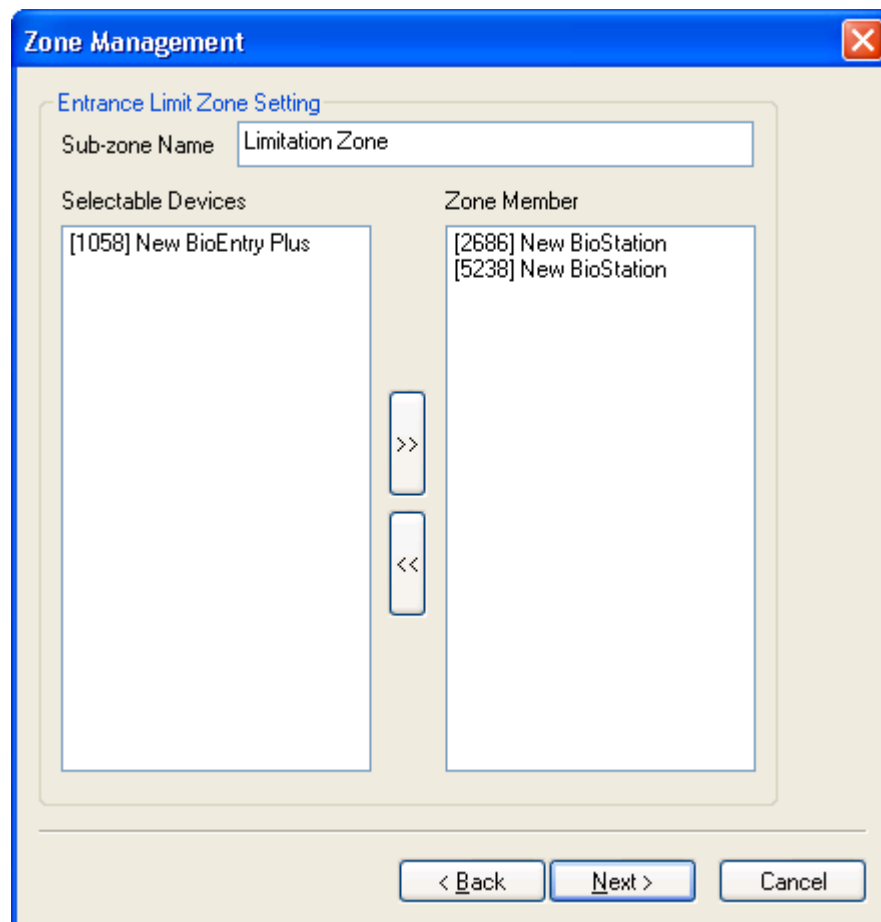 Zone Management
Entrance Limit Zone Setting
Sub-zone Name Limitation Zone
Selectable Devices Zone Member
[1058] New BioEntry Plus [2686] New BioStation
[5238] New BioStation
>>
<<
< Back Next > Cancel